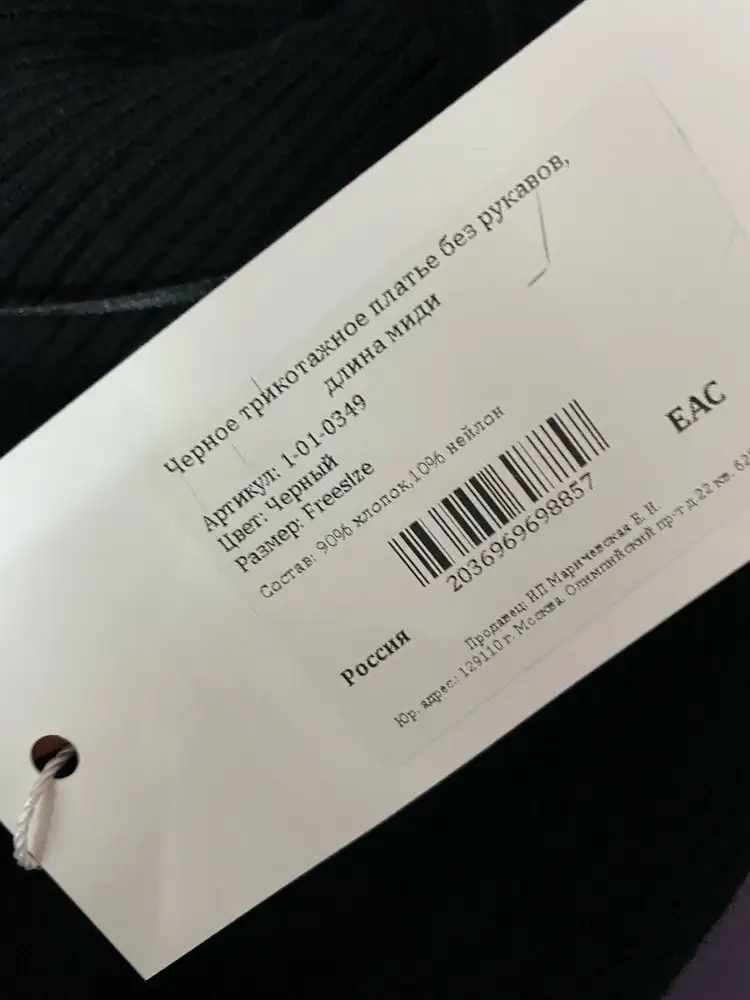 Черное трикотажное платье без рукавов,
длина миди
Артикул: 1-01-0349
Цвет: Черный
Размер: Freesize
Состав: 90% хлопок,10% нейлон
2036969698857
EAC
Россия
Продавец: ИП Маричевская Е. Н.
Юр. адрес.: 129110 г. Москва, Олимпийский пр-т д.22 кв. 62